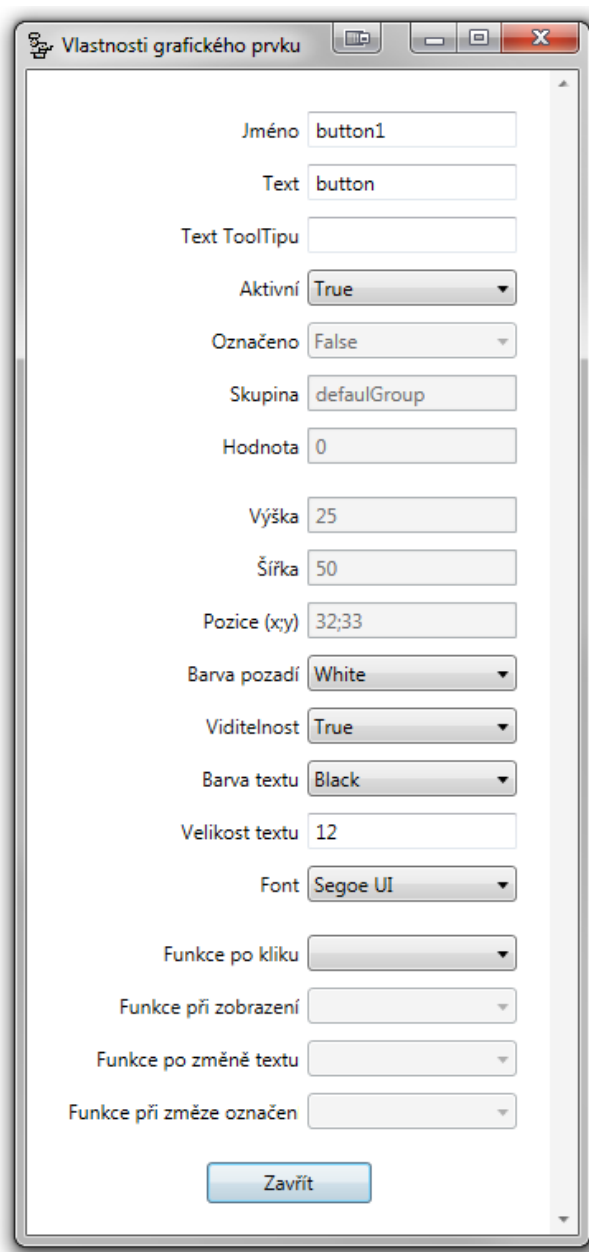 Vlastnosti grafického prvku
Jméno button1
Text button
Text ToolTipu
Aktivní True
Označeno False
Skupina defaulGroup
Hodnota 0
Výška 25
Šířka 50
Pozice (x;y) 32;33
Barva pozadí White
Viditelnost True
Barva textu Black
Velikost textu 12
Font Segoe UI
Funkce po kliku
Funkce při zobrazení
Funkce po změně textu
Funkce při změze označen
Zavřít